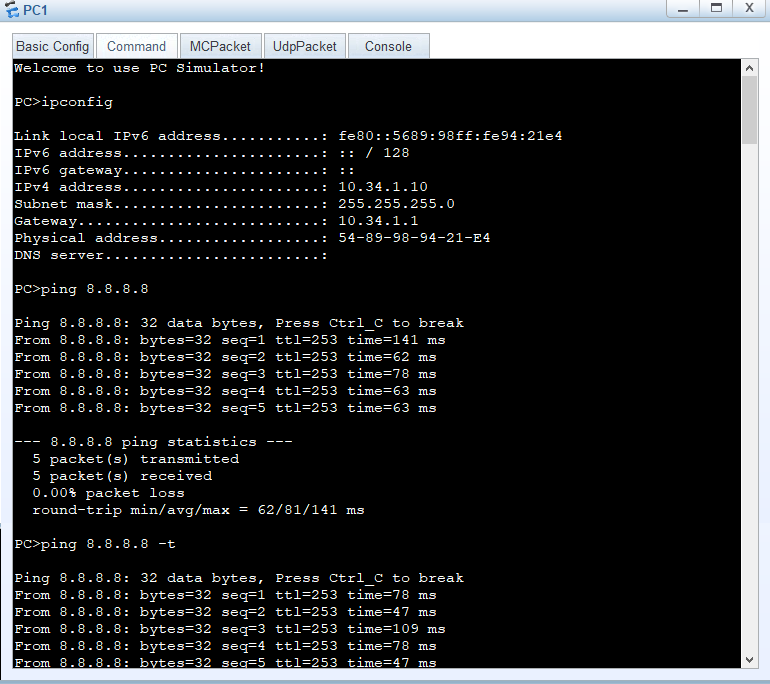 PC1
Basic Config Command MCPacket UdpPacket Console
Welcome to use PC Simulator!
PC>ipconfig
Link local IPv6 address...........: fe80::5689:98ff:fe94:21e4
IPv6 address......................: :: / 128
IPv6 gateway......................: ::
IPv4 address......................: 10.34.1.10
Subnet mask.......................: 255.255.255.0
Gateway...........................: 10.34.1.1
Physical address..................: 54-89-98-94-21-E4
DNS server........................:
PC>ping 8.8.8.8
Ping 8.8.8.8: 32 data bytes, Press Ctrl_C to break
From 8.8.8.8: bytes=32 seq=1 ttl=253 time=141 ms
From 8.8.8.8: bytes=32 seq=2 ttl=253 time=62 ms
From 8.8.8.8: bytes=32 seq=3 ttl=253 time=78 ms
From 8.8.8.8: bytes=32 seq=4 ttl=253 time=63 ms
From 8.8.8.8: bytes=32 seq=5 ttl=253 time=63 ms
--- 8.8.8.8 ping statistics ---
5 packet(s) transmitted
5 packet(s) received
0.00% packet loss
round-trip min/avg/max = 62/81/141 ms
PC>ping 8.8.8.8 -t
Ping 8.8.8.8: 32 data bytes, Press Ctrl_C to break
From 8.8.8.8: bytes=32 seq=1 ttl=253 time=78 ms
From 8.8.8.8: bytes=32 seq=2 ttl=253 time=47 ms
From 8.8.8.8: bytes=32 seq=3 ttl=253 time=109 ms
From 8.8.8.8: bytes=32 seq=4 ttl=253 time=78 ms
From 8.8.8.8: bytes=32 seq=5 ttl=253 time=47 ms